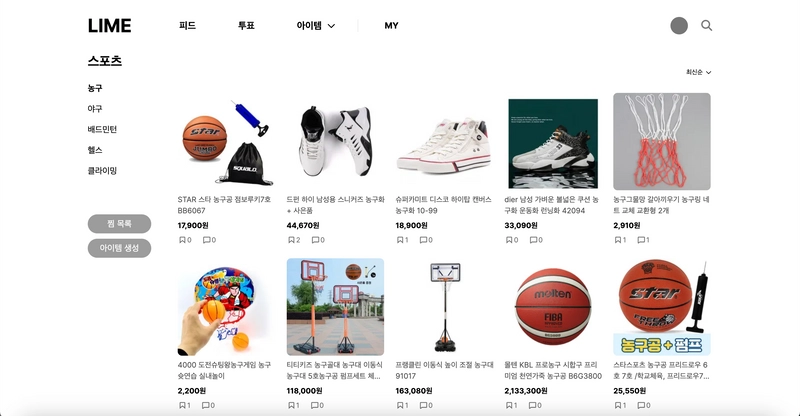 LIME
피드
투표
아이템
MY
스포츠
최신순
농구
야구
배드민턴
헬스
클라이밍
찜 목록
아이템 생성
STAR
JUMBO
SQUALO
STAR 스타 농구공 점보루키7호
BB6067
17,900원
0
0
드런 하이 남성용 스니커즈 농구화
+ 사은품
44,670원
2
0
슈퍼카미트 디스코 하이탑 캔버스
농구화 10-99
18,900원
1
0
dier 남성 가벼운 볼넓은 쿠션 농
구화 운동화 런닝화 42094
33,090원
0
0
농구그물망 갈아끼우기 농구링 네
트 교체 교환형 2개
2,910원
1
1
4000 도전슈팅왕농구게임 농구
슛연습 실내놀이
2,200원
1
0
티티키즈 농구골대 농구대 이동식
농구대 5호농구공 펌프세트 체...
118,000원
1
0
프랭클린 이동식 높이 조절 농구대
91017
163,080원
1
0
molten
FIBA
몰텐 KBL 프로농구 시합구 프리
미엄 천연가죽 농구공 B6G3800
2,133,300원
1
0
STAR
FREE THROW
농구공 + 펌프
스타스포츠 농구공 프리드로우 6
호 7호 /학교체육, 프리드로우7...
25,550원
1
0